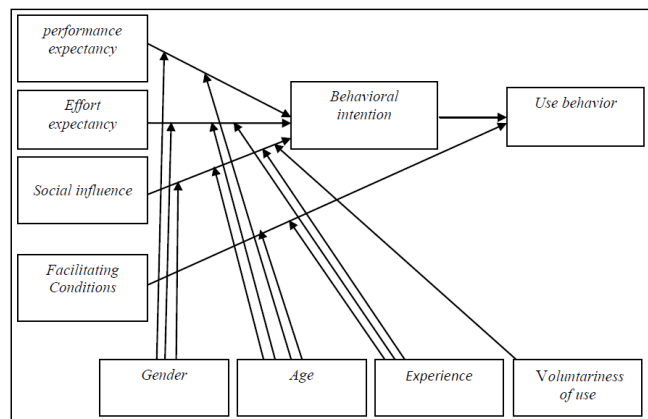 performance
expectancy
Effort
expectancy
Social influence
Facilitating
Conditions
Behavioral
intention
Use behavior
Gender
Age
Experience
Voluntariness
of use